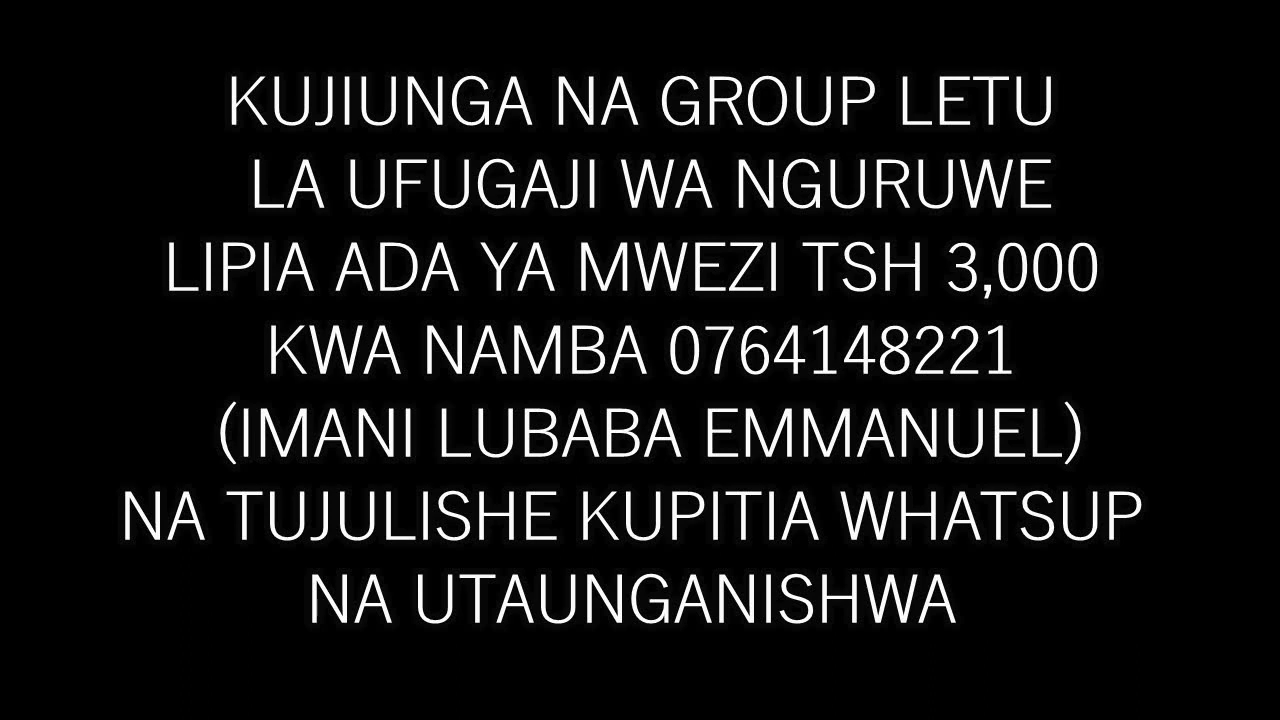 KUJIUNGA NA GROUP LETU
LA UFUGAJI WA NGURUWE
LIPIA ADA YA MWEZI TSH 3,000
KWA NAMBA 0764148221
(IMANI LUBABA EMMANUEL)
NA TUJULISHE KUPITIA WHATSUP
NA UTAUNGANISHWA